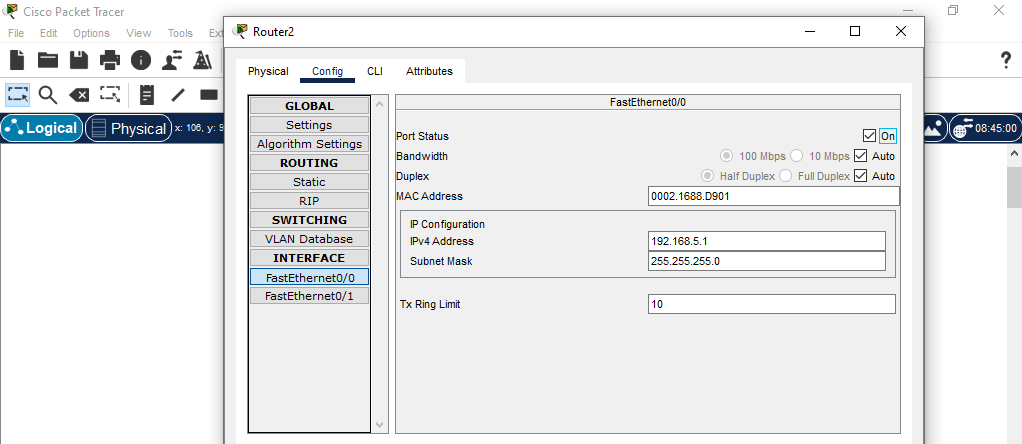 Cisco Packet Tracer
File Edit Options View Tools Ext
?
Logical Physical x: 106, y: 5
08:45:00
Router2
Physical Config CLI Attributes
GLOBAL
Settings
Algorithm Settings
ROUTING
Static
RIP
SWITCHING
VLAN Database
INTERFACE
FastEthernet0/0
FastEthernet0/1
FastEthernet0/0
Port Status On
Bandwidth 100 Mbps 10 Mbps Auto
Duplex Half Duplex Full Duplex Auto
MAC Address 0002.1688.D901
IP Configuration
IPv4 Address 192.168.5.1
Subnet Mask 255.255.255.0
Tx Ring Limit 10